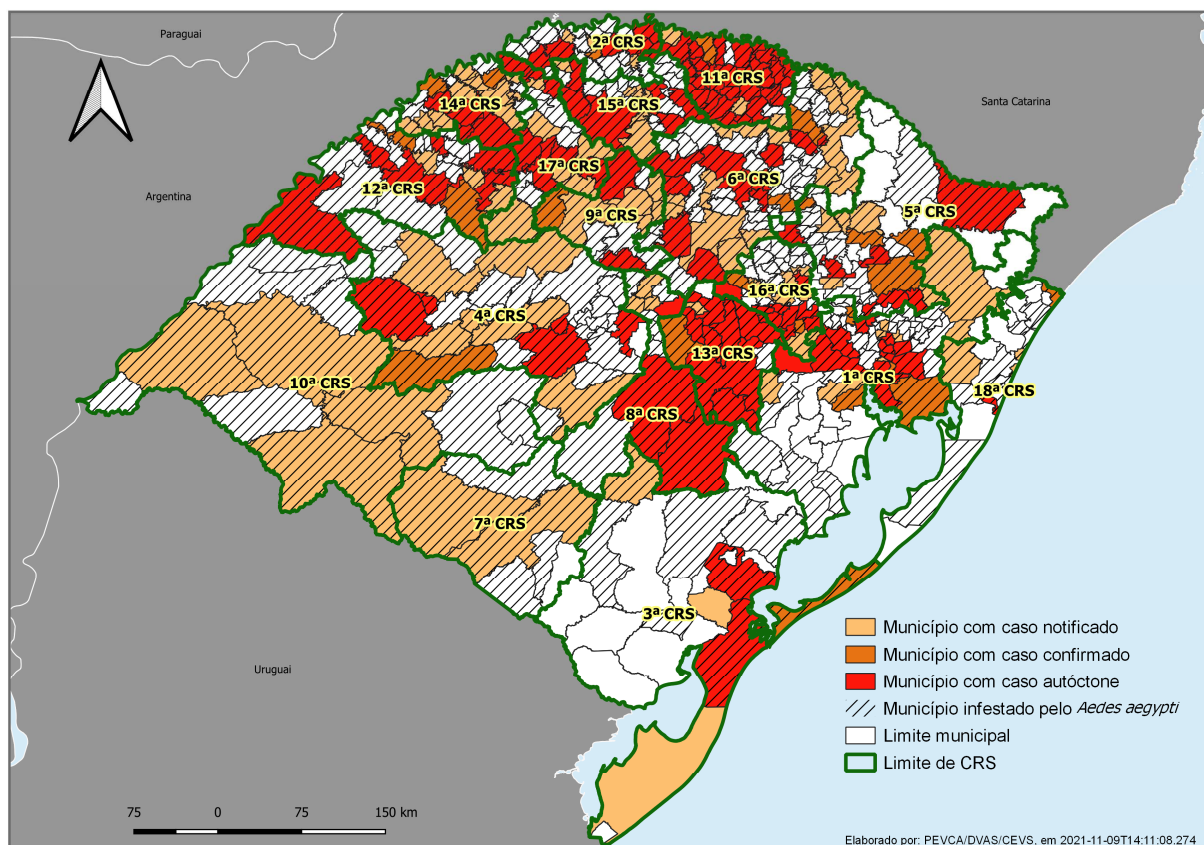 Paraguai
Santa Catarina
Argentina
Uruguai
2ª CRS
11ª CRS
14ª CRS
15ª CRS
17ª CRS
6ª CRS
12ª CRS
9ª CRS
5ª CRS
16ª CRS
4ª CRS
13ª CRS
10ª CRS
1ª CRS
18ª CRS
8ª CRS
7ª CRS
3ª CRS
Município com caso notificado
Município com caso confirmado
Município com caso autóctone
Município infestado pelo Aedes aegypti
Limite municipal
Limite de CRS
75 0 75 150 km
Elaborado por: PEVCA/DVAS/CEVS, em 2021-11-09T14:11:08.274